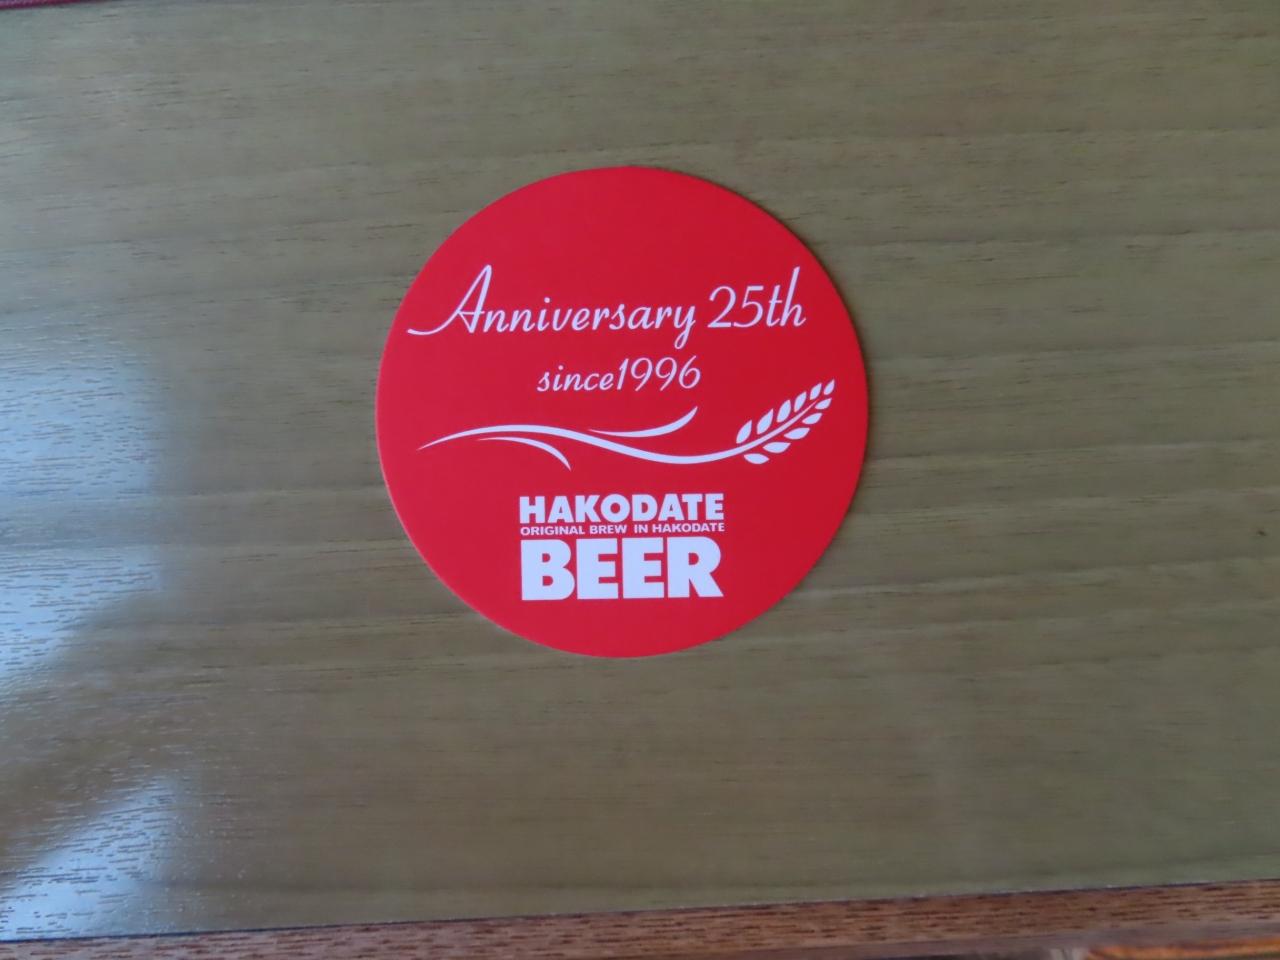 Anniversary 25th
since1996
HAKODATE
ORIGINAL BREW IN HAKODATE
BEER